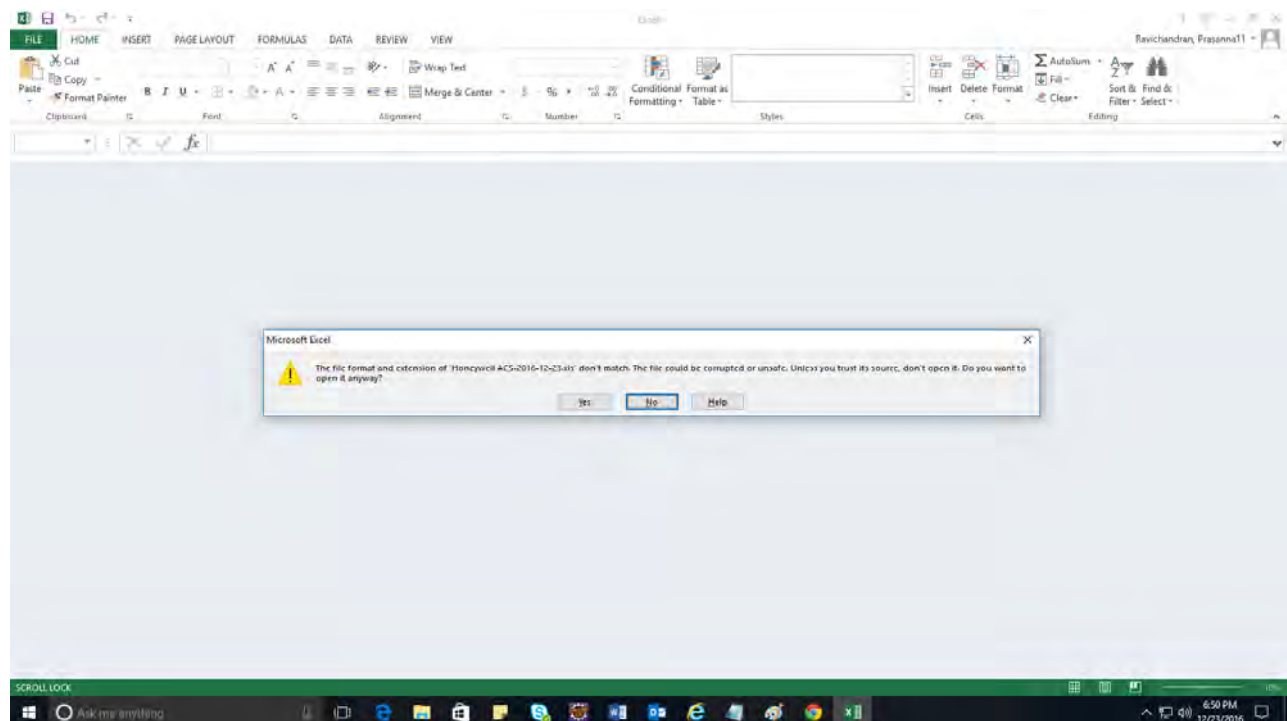 Excel
Ravichandran, Prasanna11
FILE HOME INSERT PAGE LAYOUT FORMULAS DATA REVIEW VIEW
Paste
Cut
Copy
Format Painter
Clipboard
B I U
A A
A
Font
Wrap Text
Merge & Center
Alignment
$ %
Number
Conditional Formatting
Format as Table
Styles
Insert Delete Format
Cells
AutoSum
Fill
Clear
Sort & Filter
Find & Select
Editing
fx
Microsoft Excel
The file format and extension of 'Honeywell ACS-2016-12-23.xls' don't match. The file could be corrupted or unsafe. Unless you trust its source, don't open it. Do you want to
open it anyway?
Yes No Help
SCROLL LOCK
Ask me anything
6:50 PM
12/23/2016